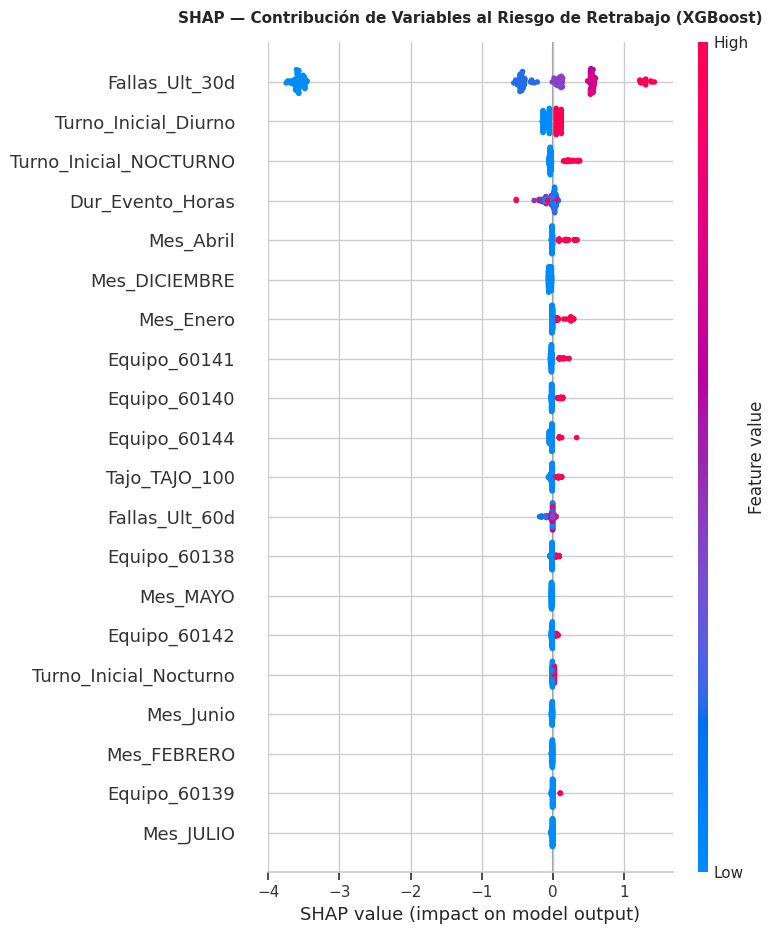 SHAP — Contribución de Variables al Riesgo de Retrabajo (XGBoost)
High
Fallas_Ult_30d
Turno_Inicial_Diurno
Turno_Inicial_NOCTURNO
Dur_Evento_Horas
Mes_Abril
Mes_DICIEMBRE
Mes_Enero
Equipo_60141
Equipo_60140
Equipo_60144
Tajo_TAJO_100
Fallas_Ult_60d
Equipo_60138
Mes_MAYO
Equipo_60142
Turno_Inicial_Nocturno
Mes_Junio
Mes_FEBRERO
Equipo_60139
Mes_JULIO
Feature value
Low
−4 −3 −2 −1 0 1
SHAP value (impact on model output)